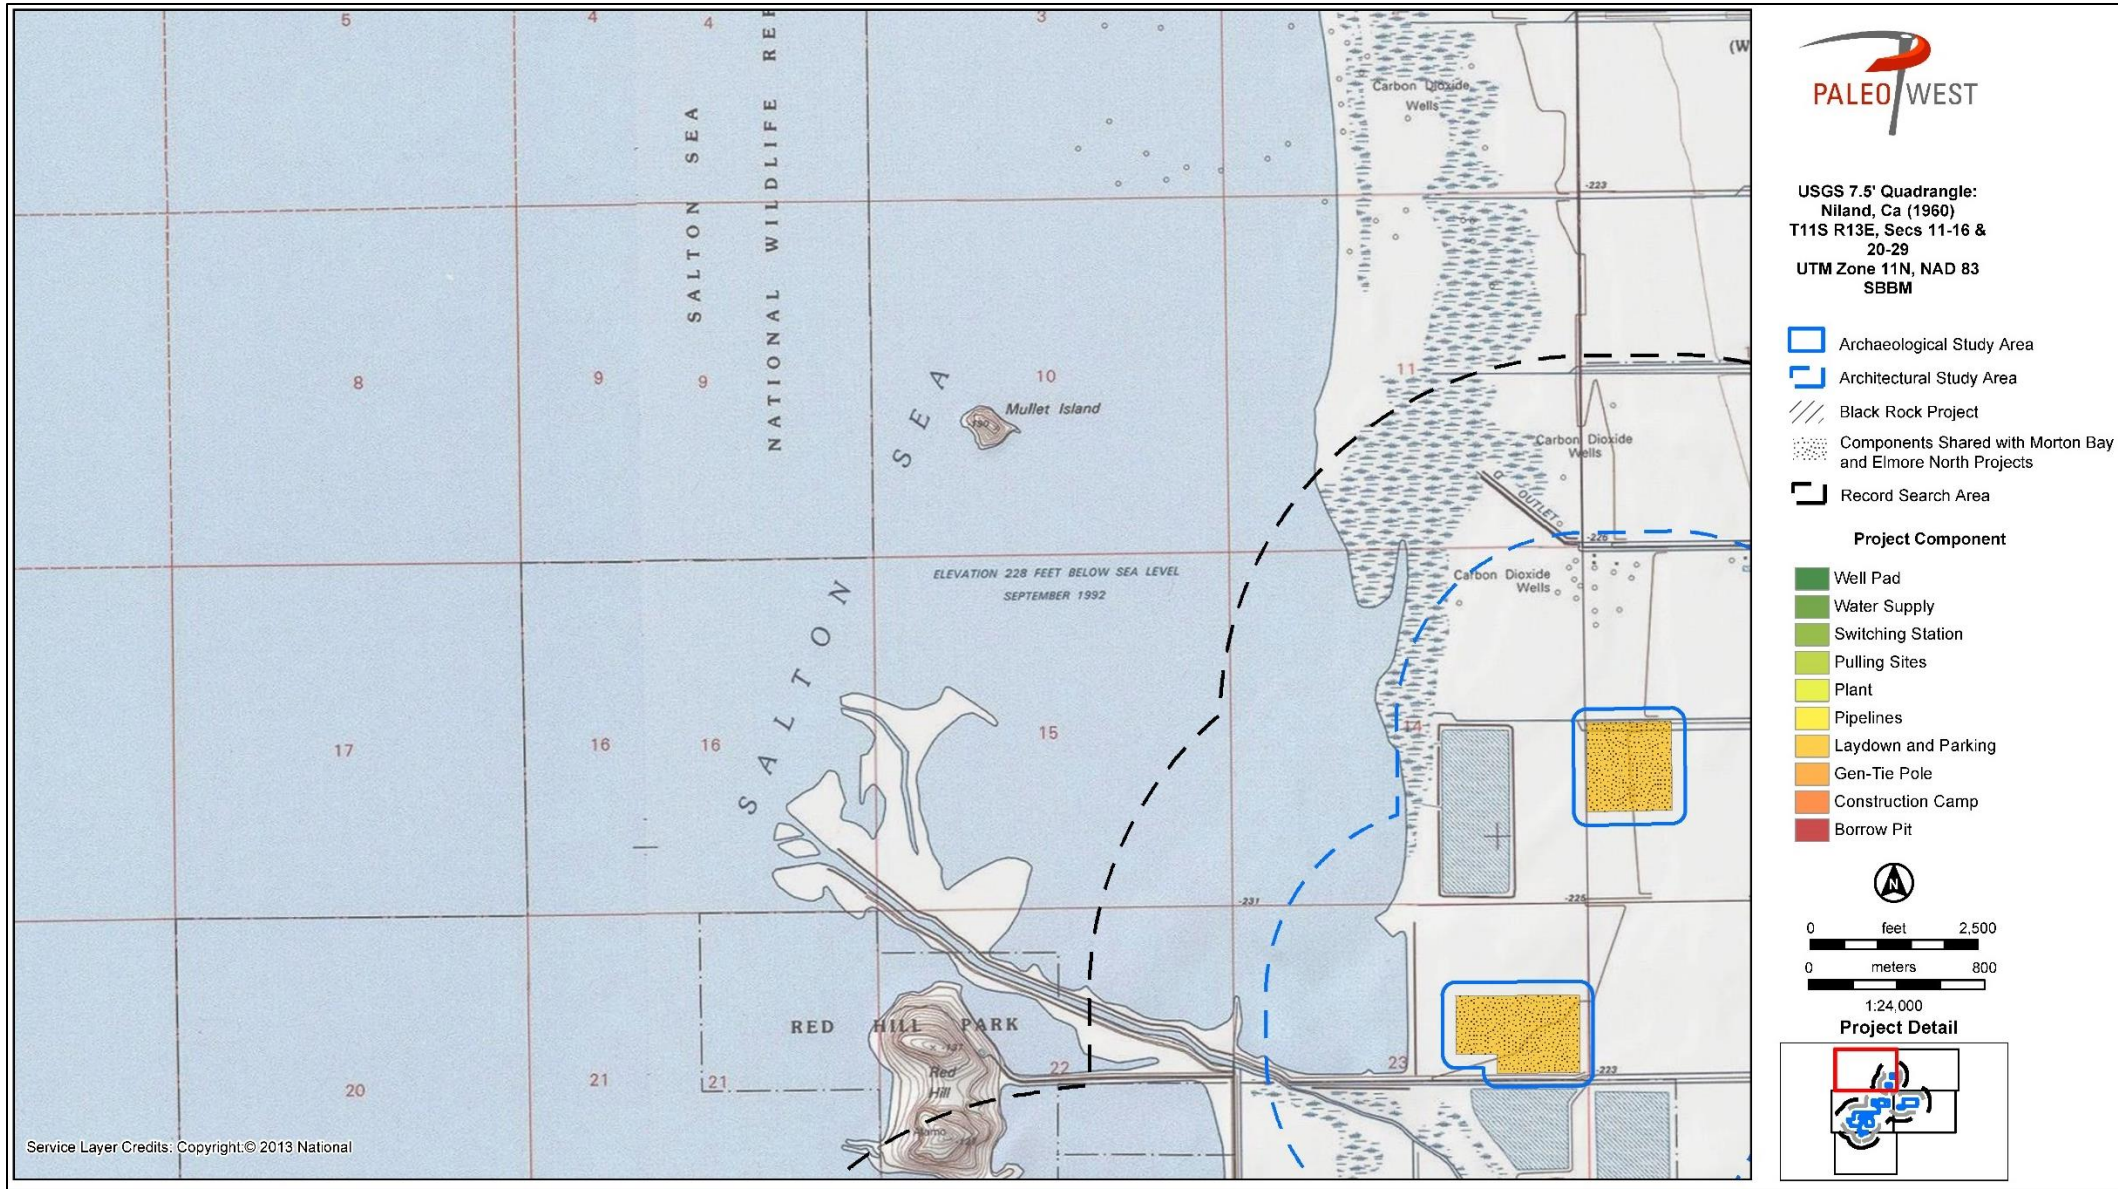 5
4
4
3
(W
SALTON SEA
NATIONAL WILDLIFE REF
Carbon Dioxide
Wells
-223
8
9
9
10
11
SEA
Mullet Island
Carbon Dioxide
Wells
OUTLET
-226
ELEVATION 228 FEET BELOW SEA LEVEL
SEPTEMBER 1992
Carbon Dioxide
Wells
SALTON
17
16
16
15
14
-231
-225
RED HILL PARK
-137
Red
Hill
20
21
21
22
23
-223
Service Layer Credits: Copyright:© 2013 National
PALEO WEST
USGS 7.5' Quadrangle:
Niland, Ca (1960)
T11S R13E, Secs 11-16 &
20-29
UTM Zone 11N, NAD 83
SBBM
Archaeological Study Area
Architectural Study Area
Black Rock Project
Components Shared with Morton Bay
and Elmore North Projects
Record Search Area
Project Component
Well Pad
Water Supply
Switching Station
Pulling Sites
Plant
Pipelines
Laydown and Parking
Gen-Tie Pole
Construction Camp
Borrow Pit
N
0 feet 2,500
0 meters 800
1:24,000
Project Detail